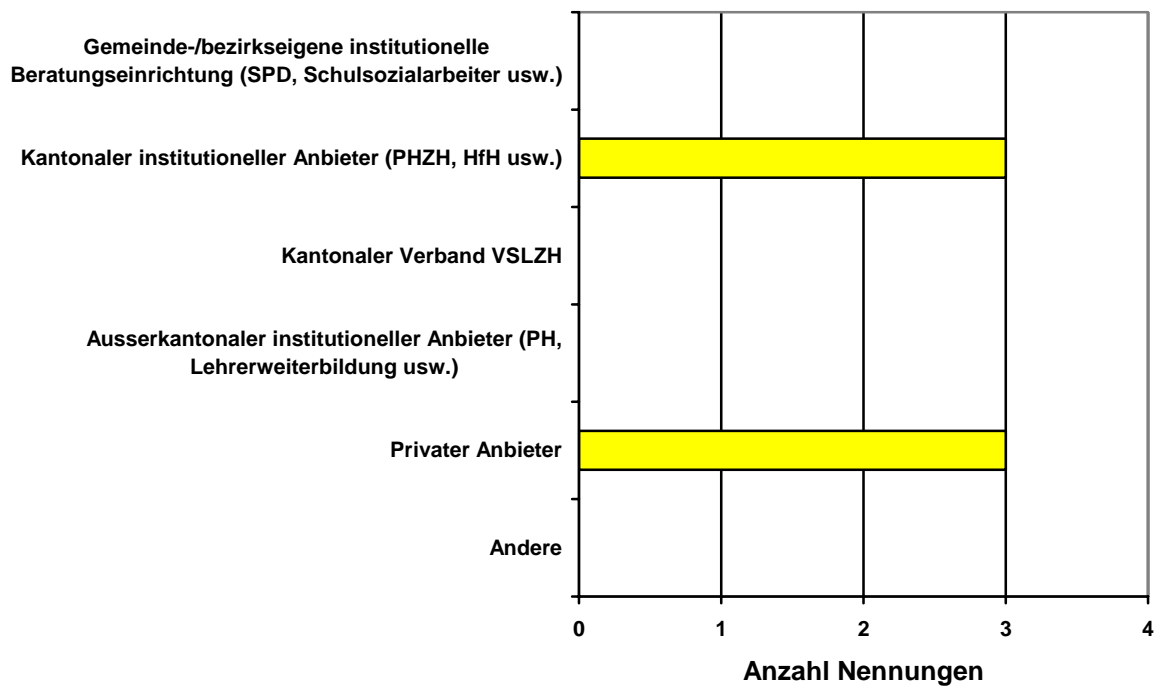 Gemeinde-/bezirkseigene institutionelle
Beratungseinrichtung (SPD, Schulsozialarbeiter usw.)
Kantonaler institutioneller Anbieter (PHZH, HfH usw.)
Kantonaler Verband VSLZH
Ausserkantonaler institutioneller Anbieter (PH,
Lehrerweiterbildung usw.)
Privater Anbieter
Andere
0 1 2 3 4
Anzahl Nennungen